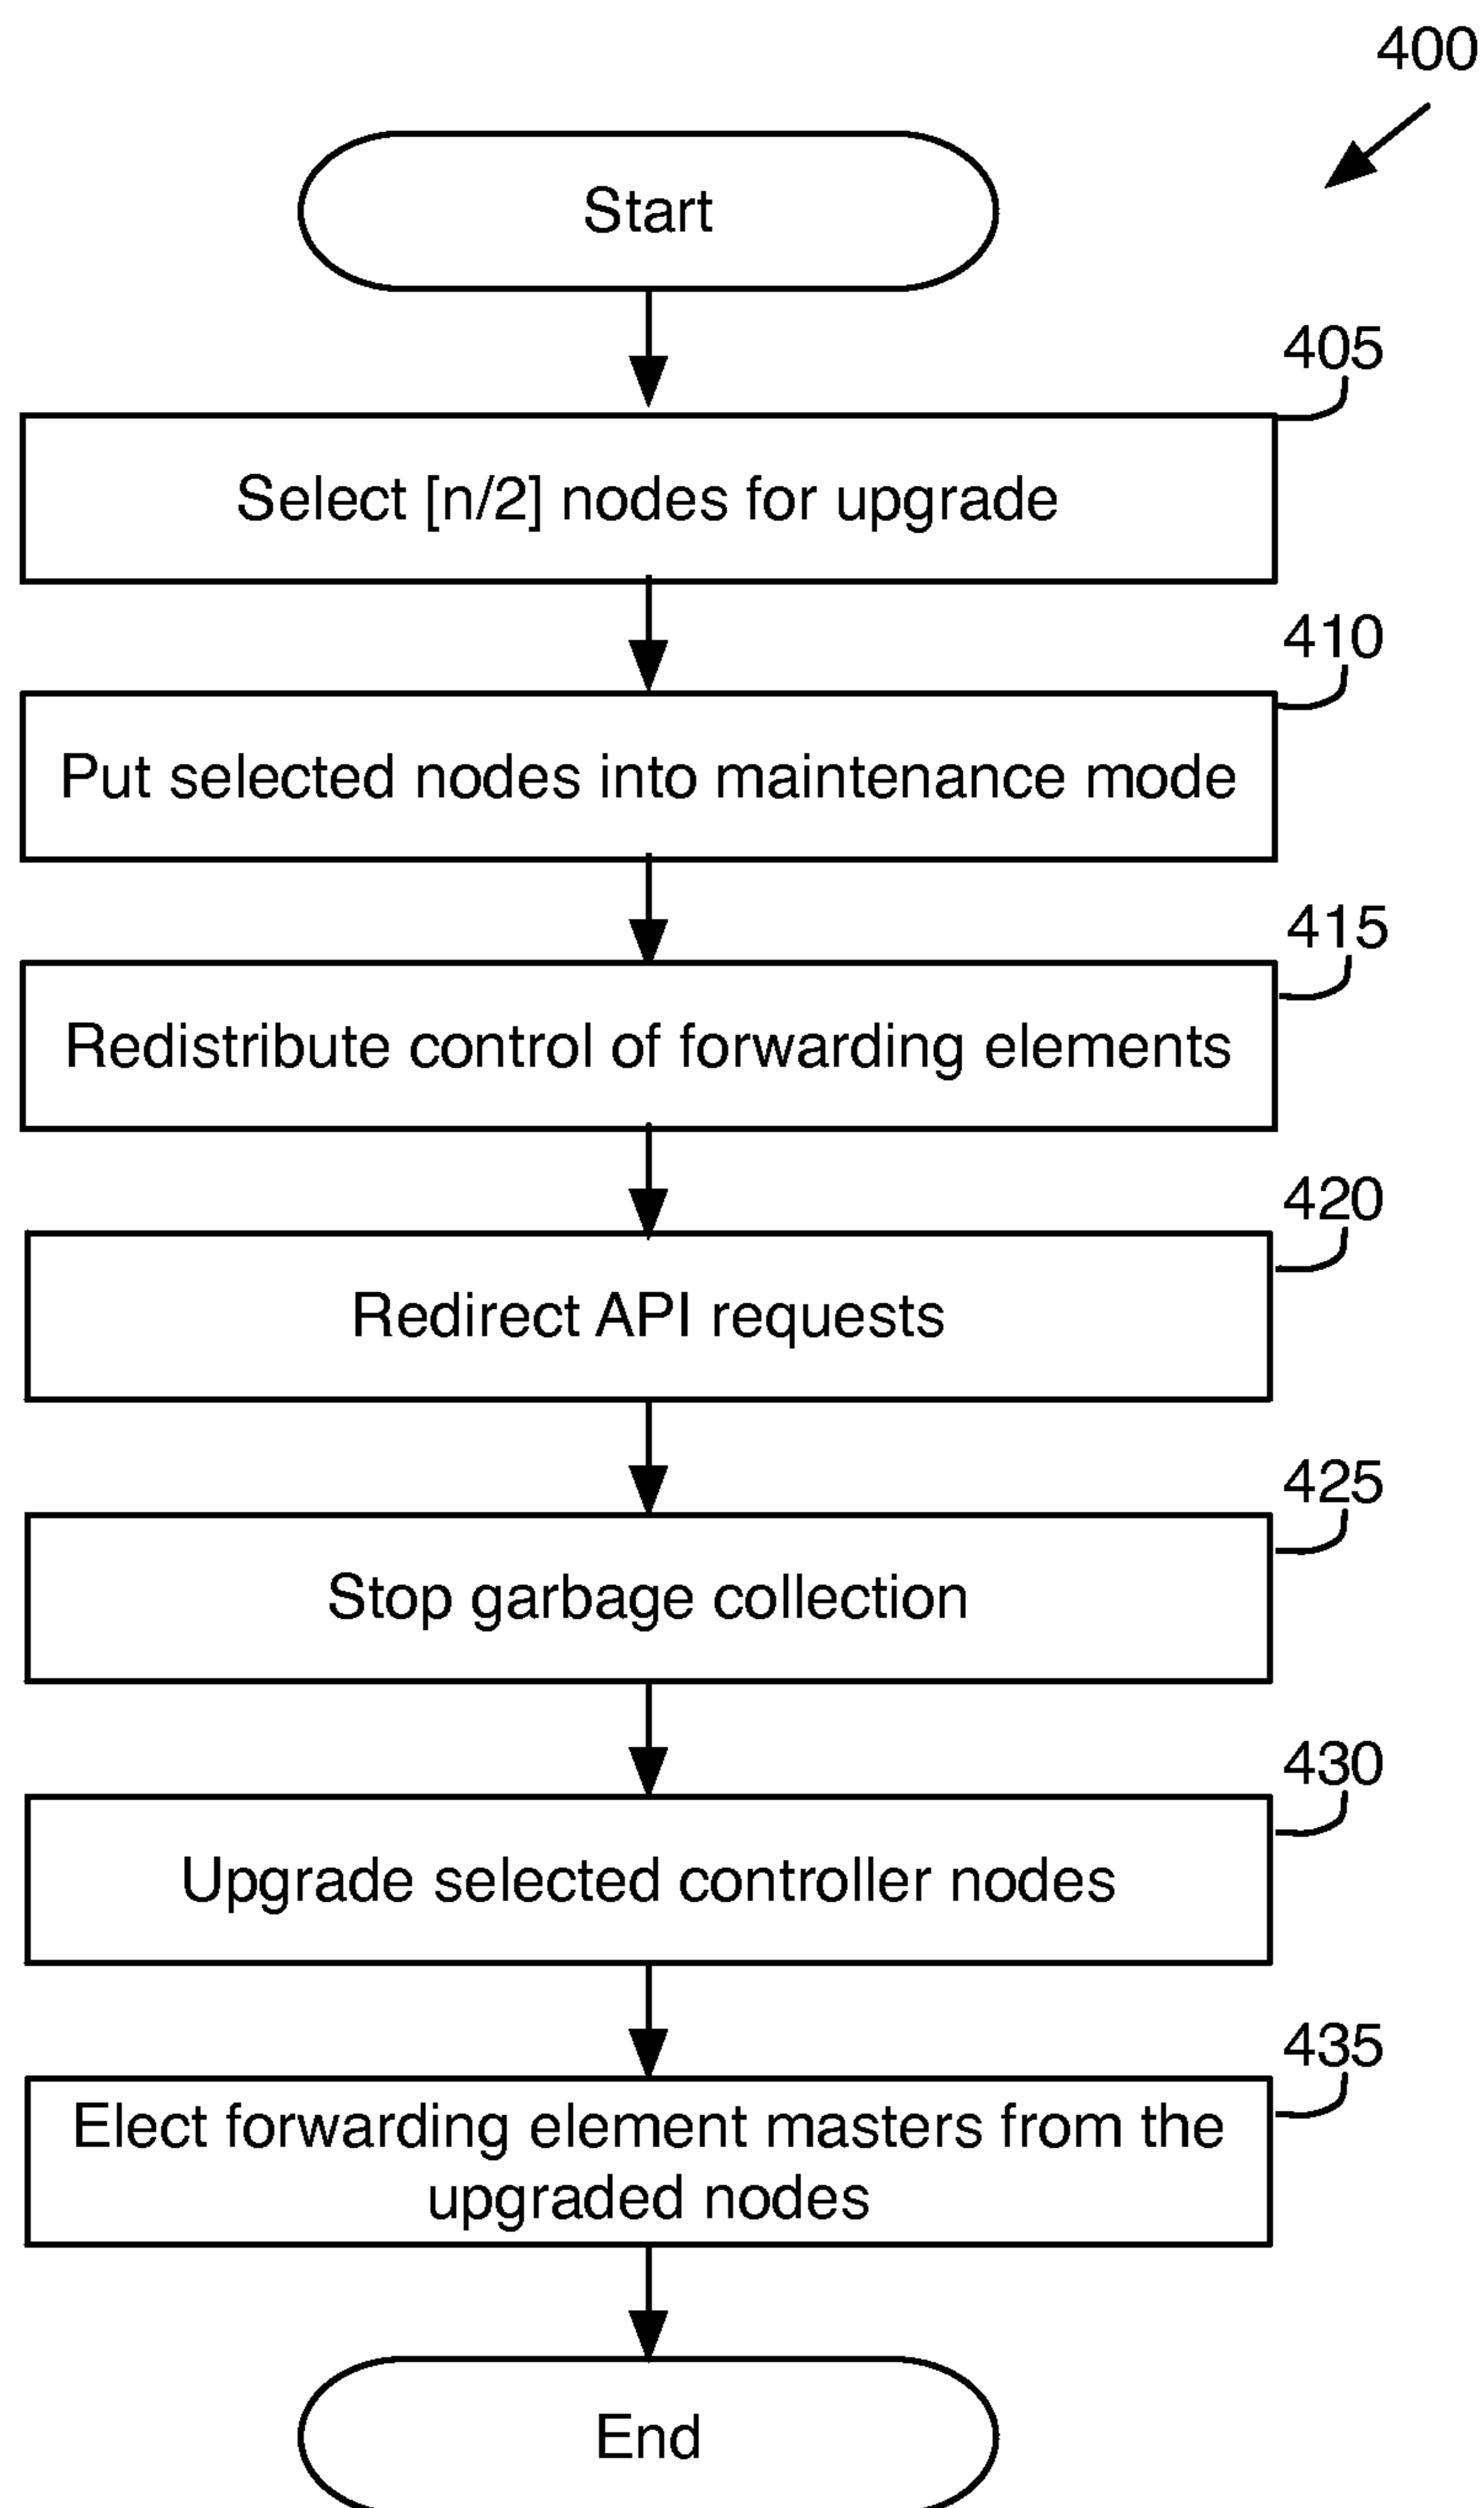 400
Start
405
Select [n/2] nodes for upgrade
410
Put selected nodes into maintenance mode
415
Redistribute control of forwarding elements
420
Redirect API requests
425
Stop garbage collection
430
Upgrade selected controller nodes
435
Elect forwarding element masters from the
upgraded nodes
End